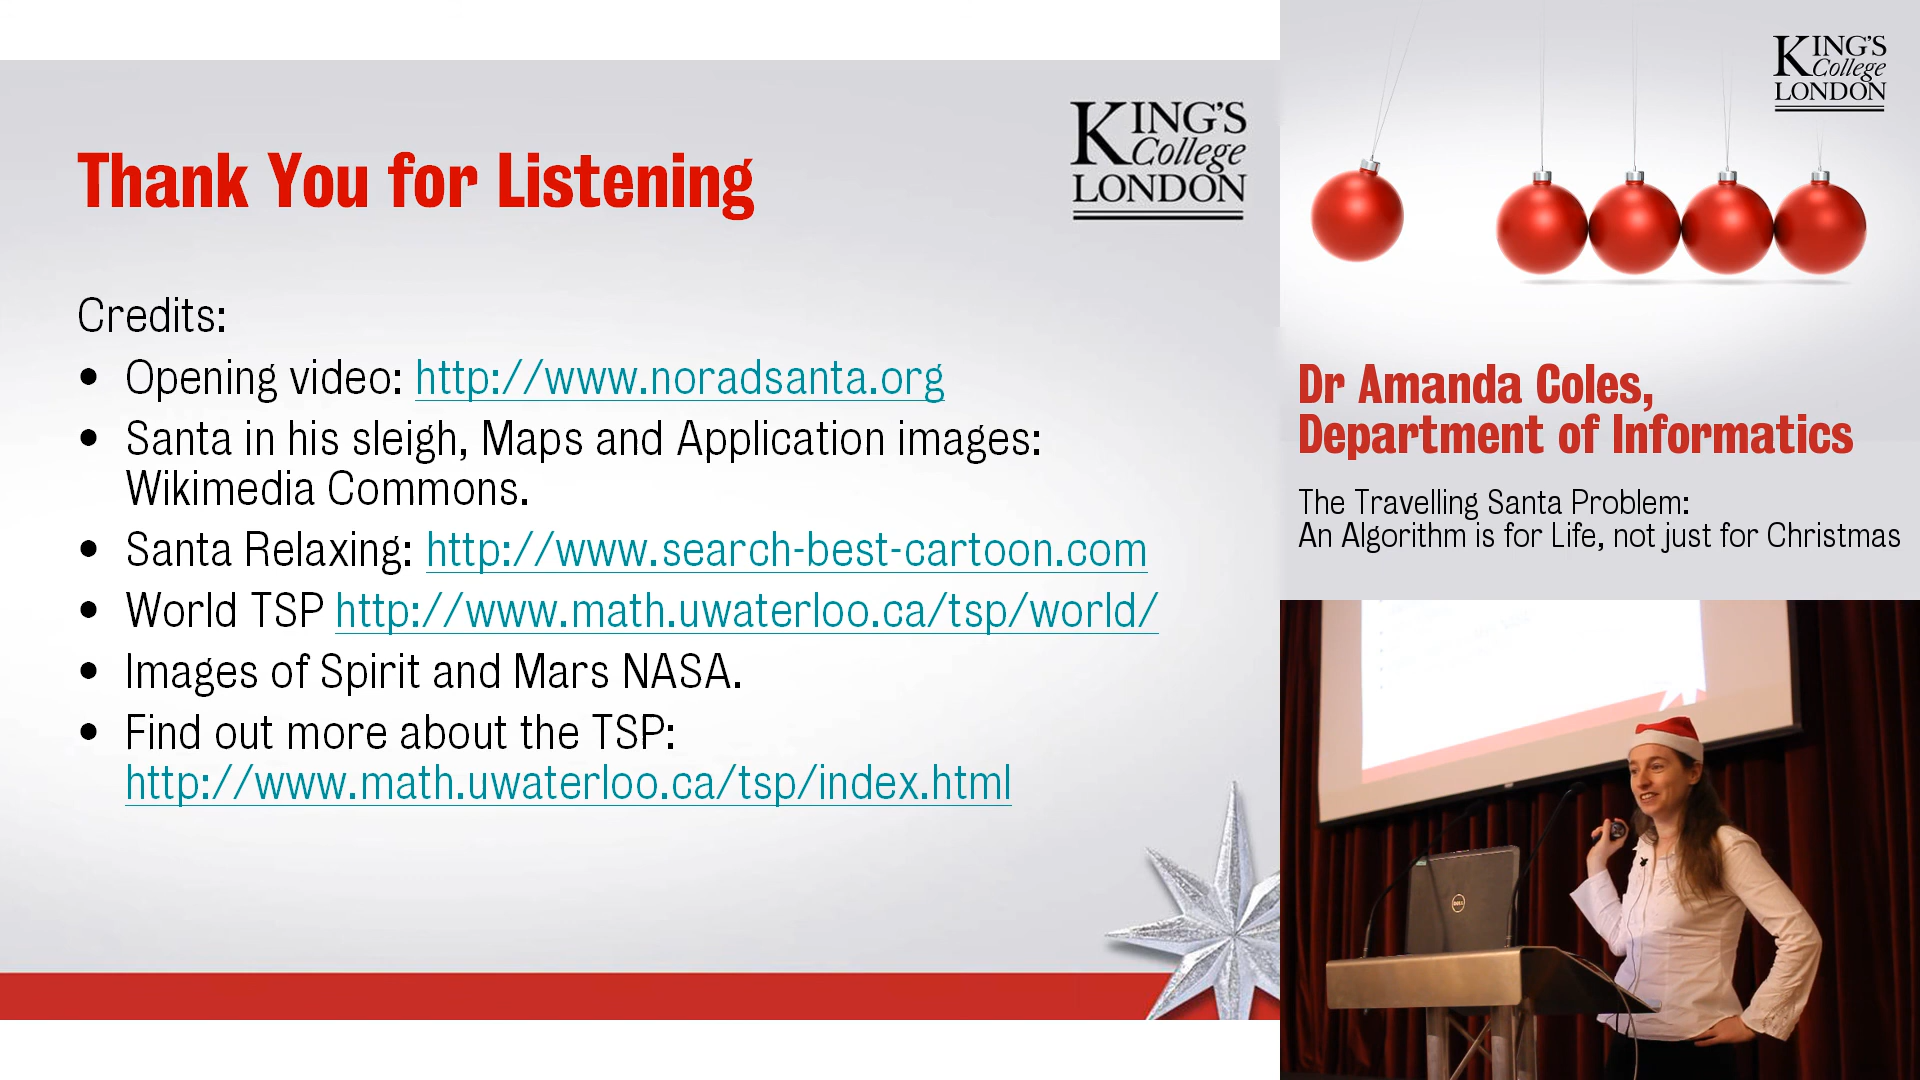 Thank You for Listening
KING'S
College
LONDON
Credits:
• Opening video: http://www.noradsanta.org
• Santa in his sleigh, Maps and Application images:
Wikimedia Commons.
• Santa Relaxing: http://www.search-best-cartoon.com
• World TSP http://www.math.uwaterloo.ca/tsp/world/
• Images of Spirit and Mars NASA.
• Find out more about the TSP:
http://www.math.uwaterloo.ca/tsp/index.html
KING'S
College
LONDON
Dr Amanda Coles,
Department of Informatics
The Travelling Santa Problem:
An Algorithm is for Life, not just for Christmas
DELL